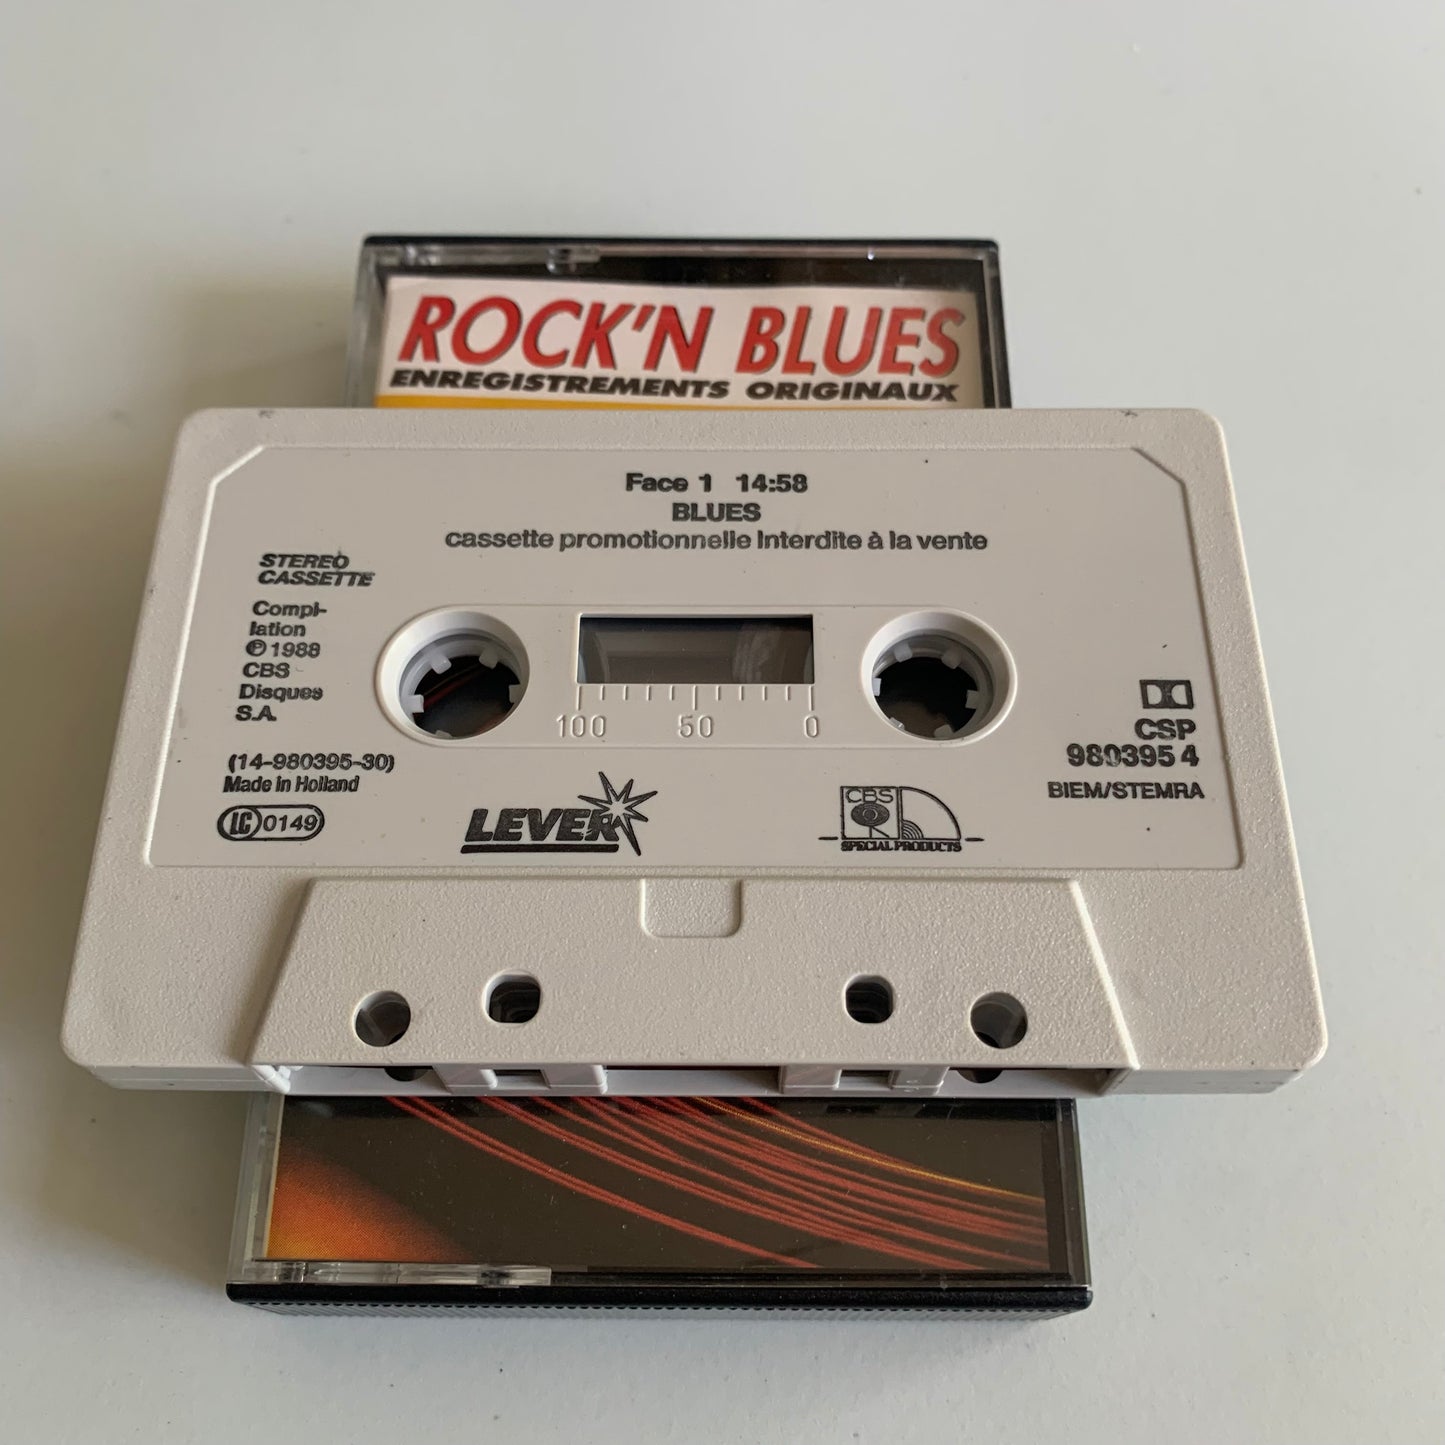 ROCK'N BLUES
ENREGISTREMENTS ORIGINAUX
Face 1 14:58
BLUES
cassette promotionnelle Interdite à la vente
STEREO
CASSETTE
Compi-
lation
℗ 1988
CBS
Disques
S.A.
(14-980395-30)
Made in Holland
LC 0149
100 50 0
LEVER
CBS
SPECIAL PRODUCTS
CSP
980395 4
BIEM/STEMRA